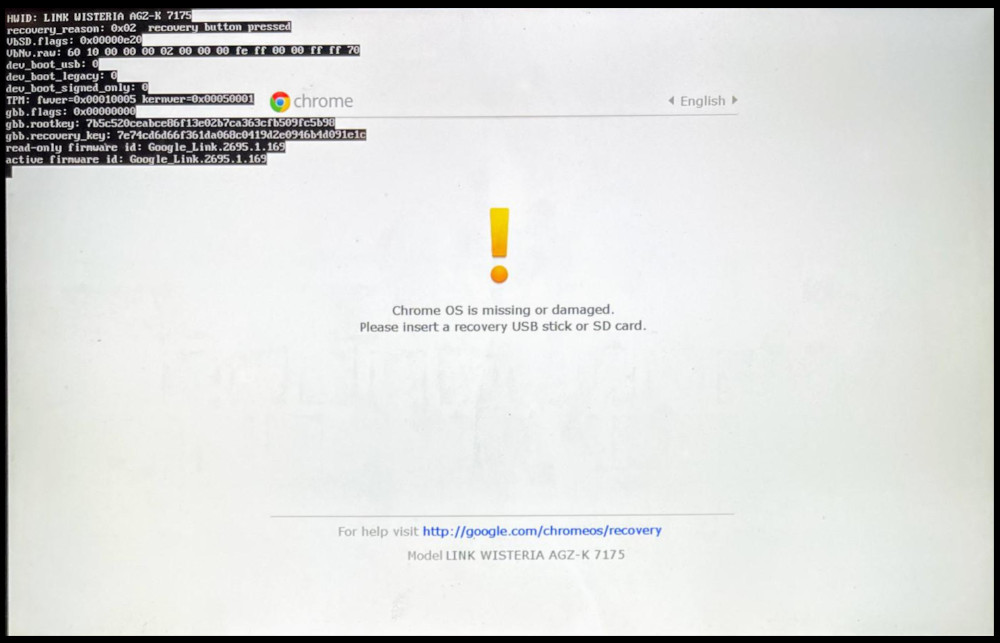 HWID: LINK WISTERIA AGZ-K 7175
recovery_reason: 0x02  recovery button pressed
VbSD.flags: 0x00000e20
VbNv.raw: 60 10 00 00 00 02 00 00 00 fe ff 00 00 ff ff 70
dev_boot_usb: 0
dev_boot_legacy: 0
dev_boot_signed_only: 0
TPM: fwver=0x00010005 kernver=0x00050001
gbb.flags: 0x00000000
gbb.rootkey: 7b5c520ceabce86f13e02b7ca363cfb509fc5b98
gbb.recovery_key: 7e74cd6d66f361da068c0419d2e0946b4d091e1c
read-only firmware id: Google_Link.2695.1.169
active firmware id: Google_Link.2695.1.169
chrome
English
Chrome OS is missing or damaged.
Please insert a recovery USB stick or SD card.
For help visit http://google.com/chromeos/recovery
Model LINK WISTERIA AGZ-K 7175